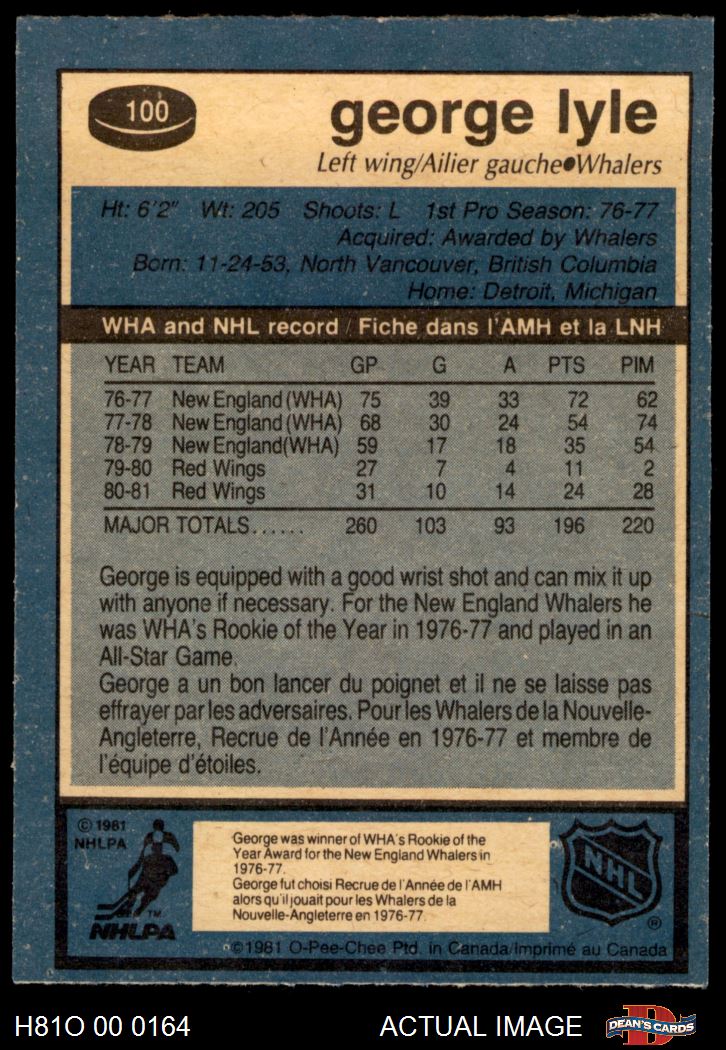 100
george lyle
Left wing/Ailier gauche●Whalers
Ht: 6'2" Wt: 205 Shoots: L 1st Pro Season: 76-77
Acquired: Awarded by Whalers
Born: 11-24-53, North Vancouver, British Columbia
Home: Detroit, Michigan
WHA and NHL record / Fiche dans l'AMH et la LNH
YEAR TEAM GP G A PTS PIM
76-77 New England (WHA) 75 39 33 72 62
77-78 New England (WHA) 68 30 24 54 74
78-79 New England(WHA) 59 17 18 35 54
79-80 Red Wings 27 7 4 11 2
80-81 Red Wings 31 10 14 24 28
MAJOR TOTALS...... 260 103 93 196 220
George is equipped with a good wrist shot and can mix it up
with anyone if necessary. For the New England Whalers he
was WHA's Rookie of the Year in 1976-77 and played in an
All-Star Game.
George a un bon lancer du poignet et il ne se laisse pas
effrayer par les adversaires. Pour les Whalers de la Nouvelle-
Angleterre, Recrue de l'Année en 1976-77 et membre de
l'équipe d'étoiles.
© 1981
NHLPA
TM.
NHLPA
George was winner of WHA's Rookie of the
Year Award for the New England Whalers in
1976-77.
George fut choisi Recrue de l'Année de l'AMH
alors qu'il jouait pour les Whalers de la
Nouvelle-Angleterre en 1976-77.
NHL
®
©1981 O-Pee-Chee Ptd. in Canada/Imprimé au Canada
H81O 00 0164
ACTUAL IMAGE
D
DEAN'S CARDS